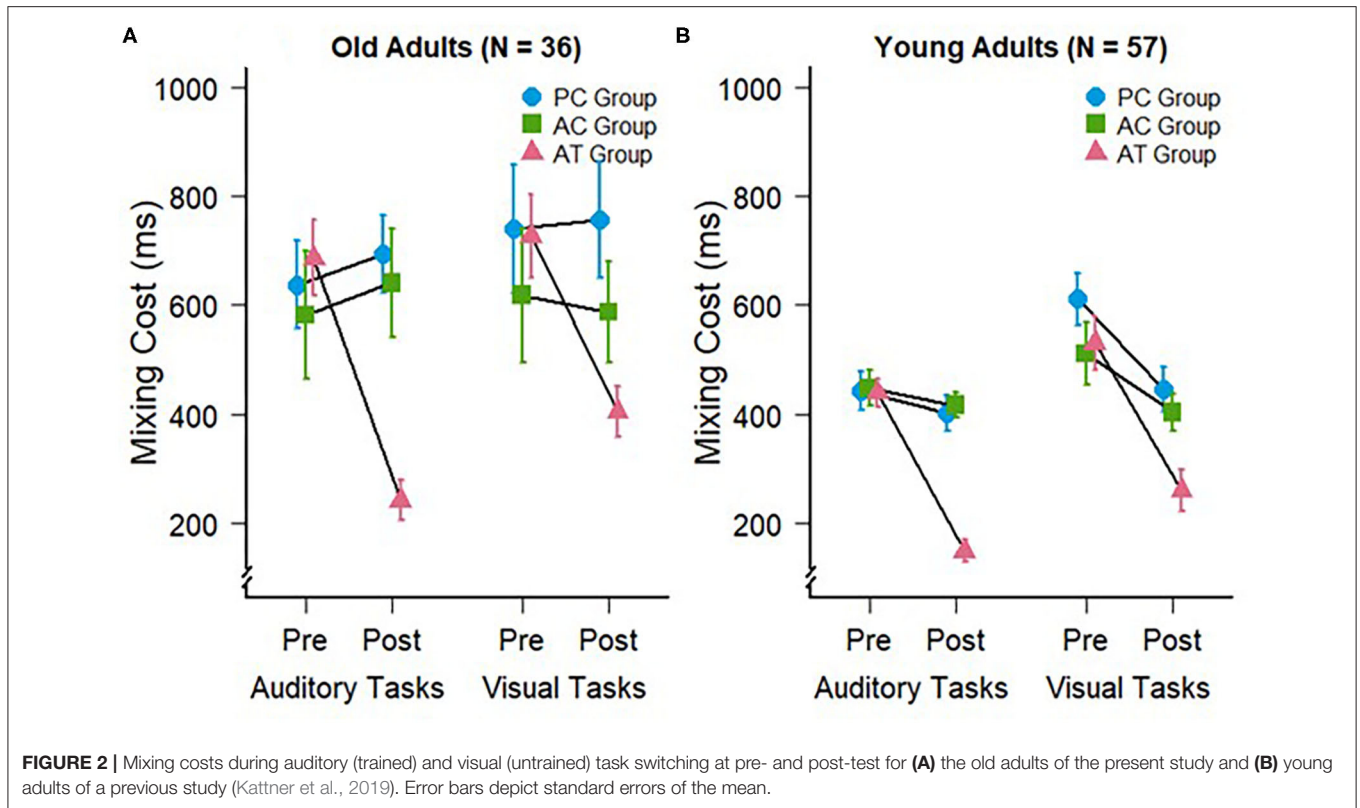 A
Old Adults (N = 36)
PC Group
AC Group
AT Group
Mixing Cost (ms)
1000
800
600
400
200
Pre Post Pre Post
Auditory Tasks Visual Tasks
B
Young Adults (N = 57)
PC Group
AC Group
AT Group
Mixing Cost (ms)
1000
800
600
400
200
Pre Post Pre Post
Auditory Tasks Visual Tasks
FIGURE 2 | Mixing costs during auditory (trained) and visual (untrained) task switching at pre- and post-test for (A) the old adults of the present study and (B) young
adults of a previous study (Kattner et al., 2019). Error bars depict standard errors of the mean.